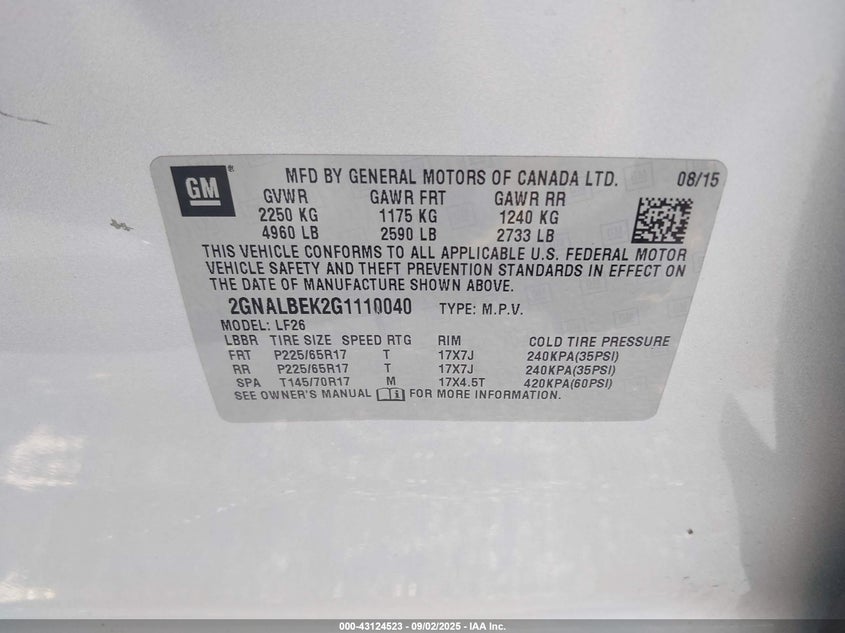 GM ® MFD BY GENERAL MOTORS OF CANADA LTD. 08/15
GVWR GAWR FRT GAWR RR
2250 KG 1175 KG 1240 KG
4960 LB 2590 LB 2733 LB
THIS VEHICLE CONFORMS TO ALL APPLICABLE U.S. FEDERAL MOTOR
VEHICLE SAFETY AND THEFT PREVENTION STANDARDS IN EFFECT ON
THE DATE OF MANUFACTURE SHOWN ABOVE.
2GNALBEK2G1110040 TYPE: M.P.V.
MODEL: LF26
LBBR TIRE SIZE SPEED RTG RIM COLD TIRE PRESSURE
FRT P225/65R17 T 17X7J 240KPA(35PSI)
RR P225/65R17 T 17X7J 240KPA(35PSI)
SPA T145/70R17 M 17X4.5T 420KPA(60PSI)
SEE OWNER'S MANUAL FOR MORE INFORMATION.
000-43124523 - 09/02/2025 - IAA Inc.